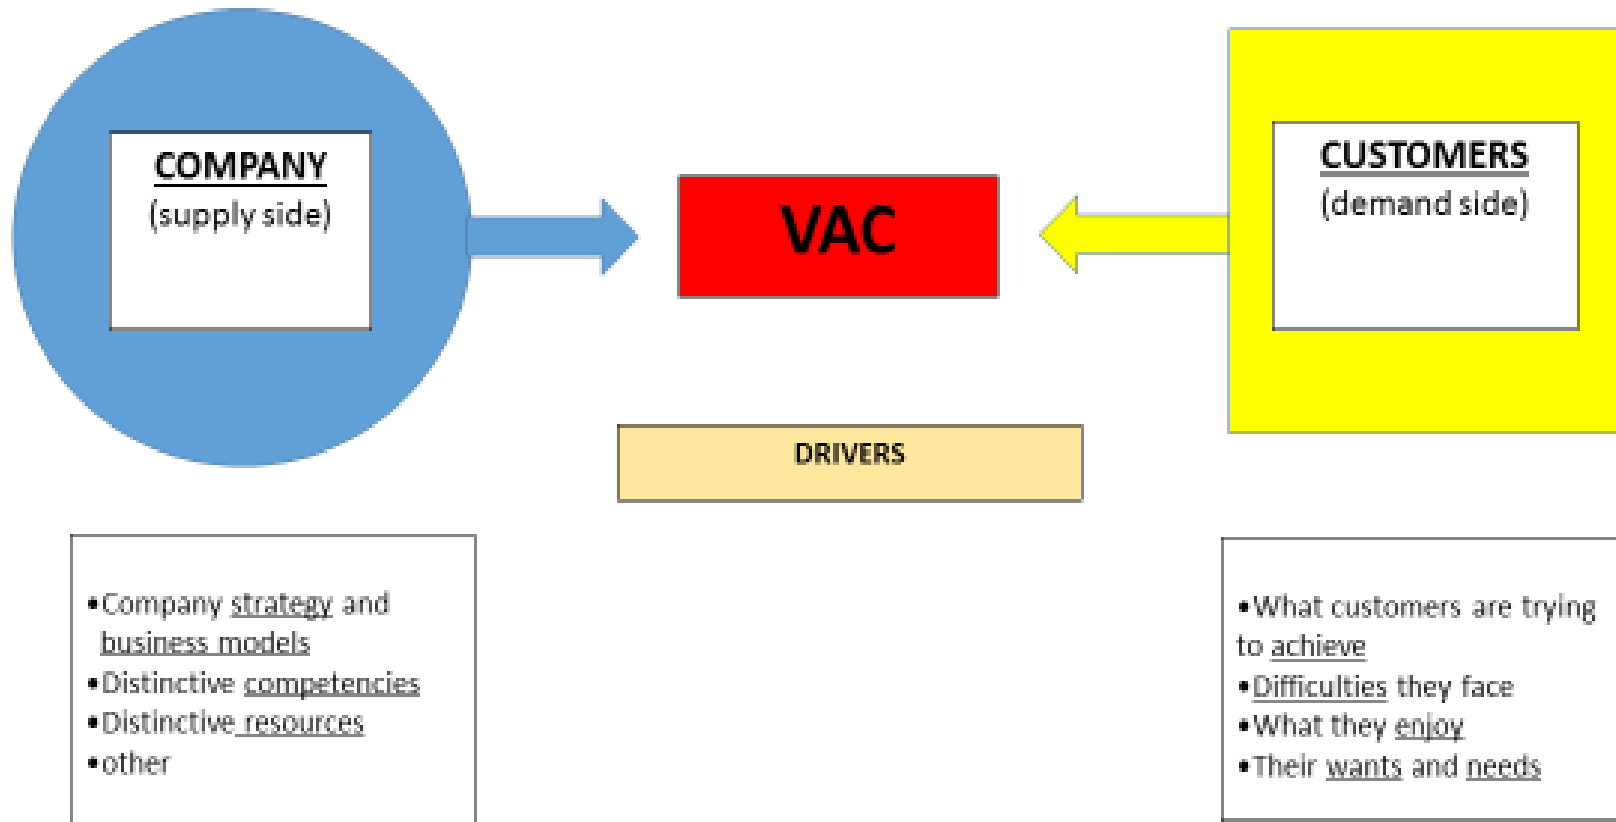 COMPANY
(supply side)
VAC
CUSTOMERS
(demand side)
DRIVERS
•Company strategy and
business models
•Distinctive competencies
•Distinctive resources
•other
•What customers are trying
to achieve
•Difficulties they face
•What they enjoy
•Their wants and needs